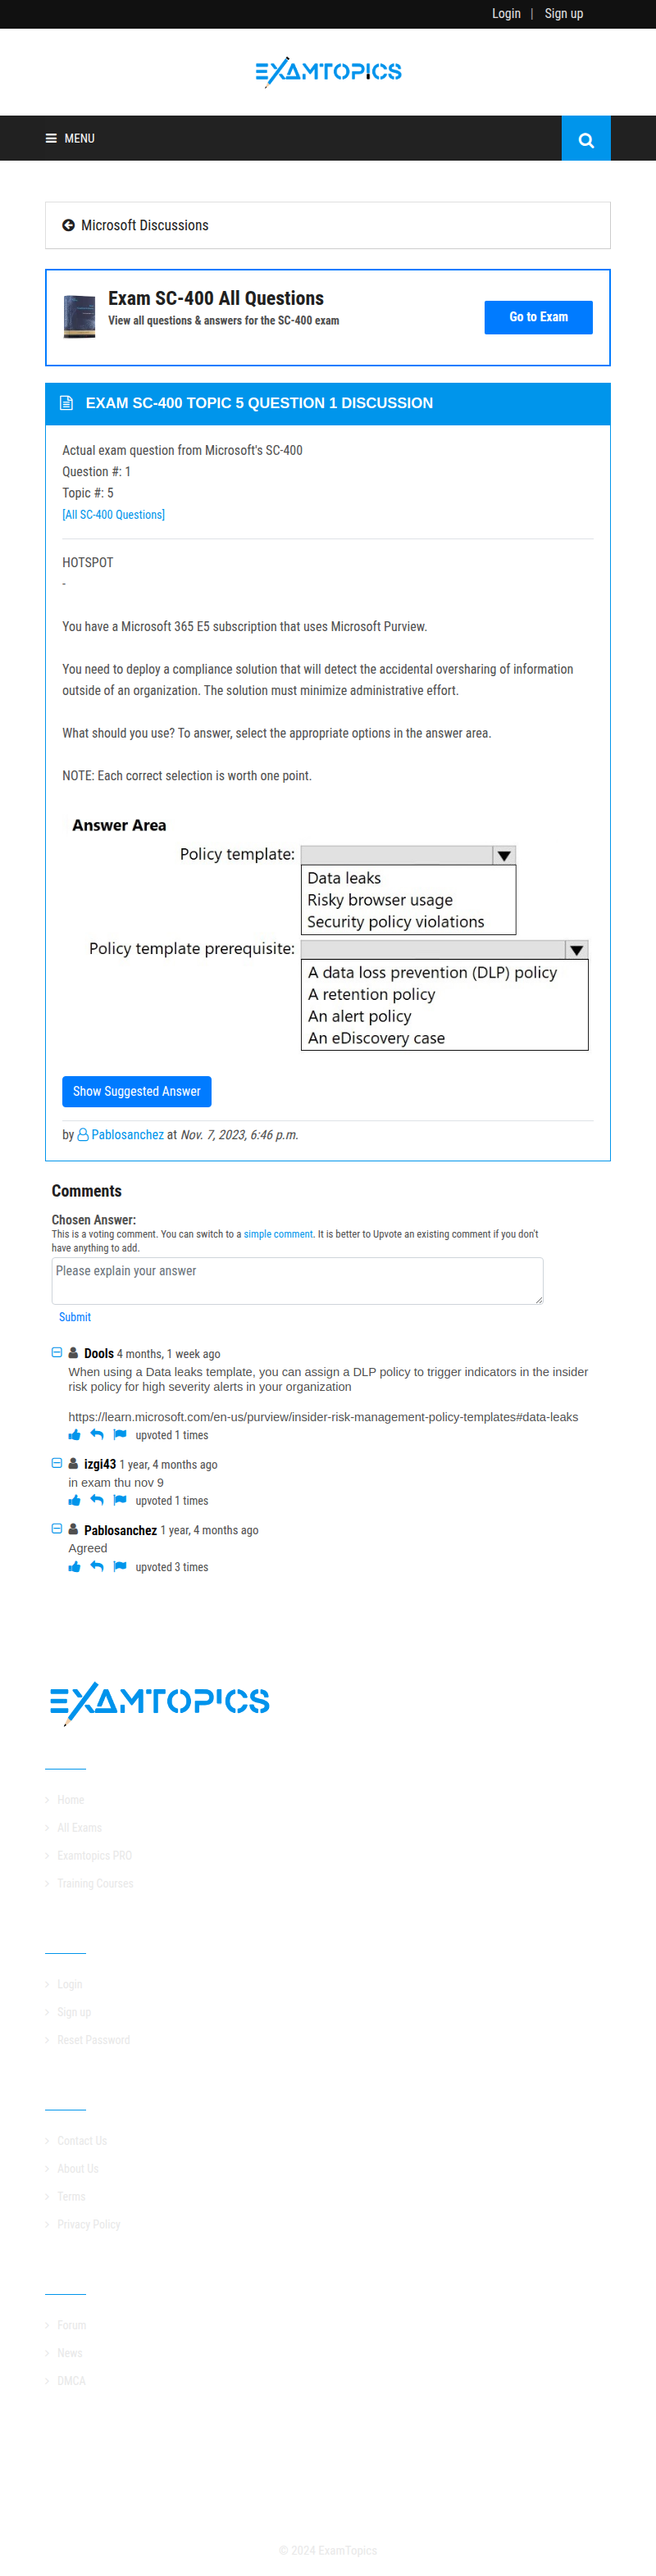 Login | Sign up
EXAMTOPICS
MENU
Microsoft Discussions
Exam SC-400 All Questions
View all questions & answers for the SC-400 exam
Go to Exam
EXAM SC-400 TOPIC 5 QUESTION 1 DISCUSSION
Actual exam question from Microsoft's SC-400
Question #: 1
Topic #: 5
[All SC-400 Questions]
HOTSPOT
-
You have a Microsoft 365 E5 subscription that uses Microsoft Purview.
You need to deploy a compliance solution that will detect the accidental oversharing of information
outside of an organization. The solution must minimize administrative effort.
What should you use? To answer, select the appropriate options in the answer area.
NOTE: Each correct selection is worth one point.
Answer Area
Policy template:
Data leaks
Risky browser usage
Security policy violations
Policy template prerequisite:
A data loss prevention (DLP) policy
A retention policy
An alert policy
An eDiscovery case
Show Suggested Answer
by Pablosanchez at Nov. 7, 2023, 6:46 p.m.
Comments
Chosen Answer:
This is a voting comment. You can switch to a simple comment. It is better to Upvote an existing comment if you don't
have anything to add.
Please explain your answer
Submit
Dools 4 months, 1 week ago
When using a Data leaks template, you can assign a DLP policy to trigger indicators in the insider
risk policy for high severity alerts in your organization
https://learn.microsoft.com/en-us/purview/insider-risk-management-policy-templates#data-leaks
upvoted 1 times
izgi43 1 year, 4 months ago
in exam thu nov 9
upvoted 1 times
Pablosanchez 1 year, 4 months ago
Agreed
upvoted 3 times
EXAMTOPICS
Home
All Exams
Examtopics PRO
Training Courses
Login
Sign up
Reset Password
Contact Us
About Us
Terms
Privacy Policy
Forum
News
DMCA
© 2024 ExamTopics